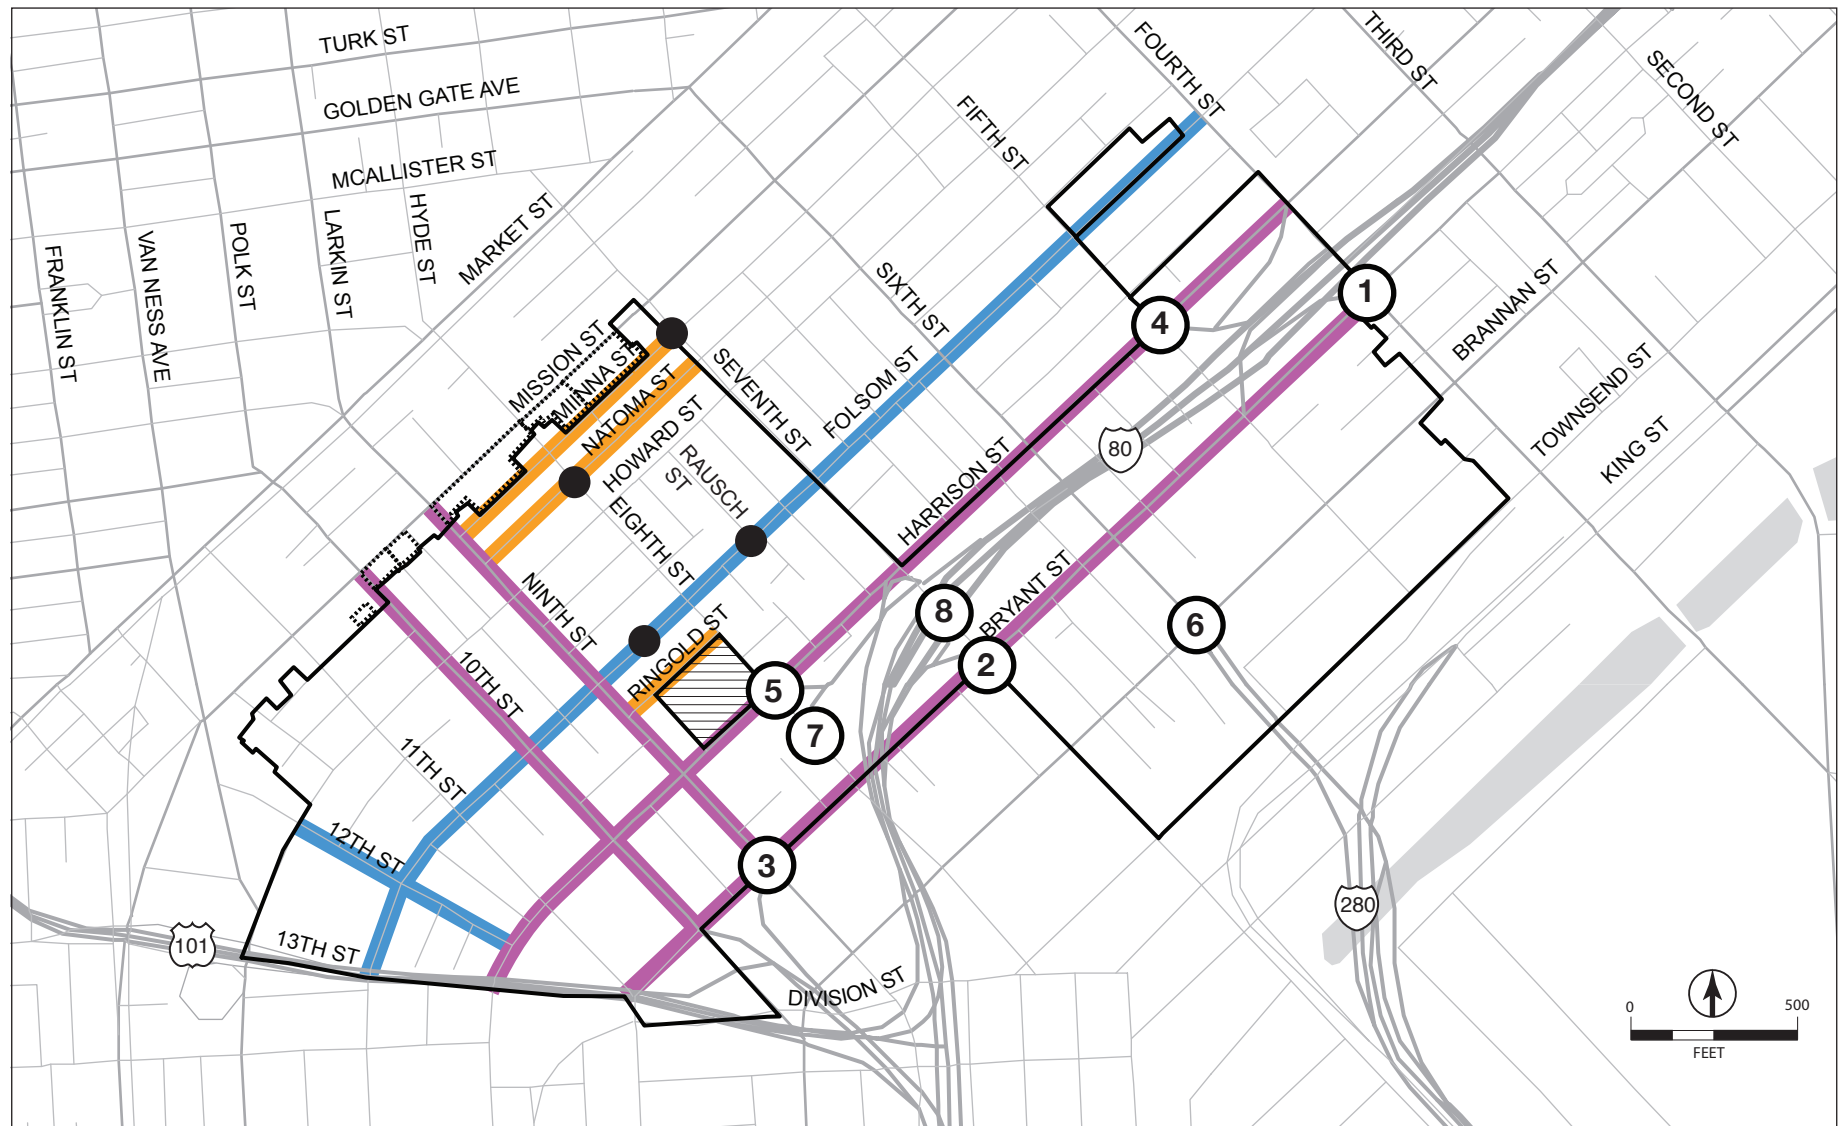 TURK ST
GOLDEN GATE AVE
MCALLISTER ST
FRANKLIN ST
VAN NESS AVE
POLK ST
LARKIN ST
HYDE ST
MARKET ST
FOURTH ST
THIRD ST
SECOND ST
FIFTH ST
SIXTH ST
MISSION ST
MINNA ST
NATOMA ST
HOWARD ST
SEVENTH ST
FOLSOM ST
RAUSCH
ST
EIGHTH ST
HARRISON ST
BRYANT ST
BRANNAN ST
TOWNSEND ST
KING ST
NINTH ST
RINGOLD ST
10TH ST
11TH ST
12TH ST
13TH ST
DIVISION ST
1
4
80
8
2
6
5
7
3
101
280
0
500
FEET